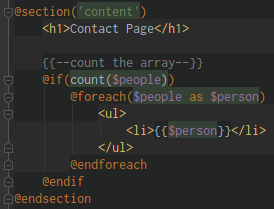 @section('content')
    <h1>Contact Page</h1>

    {{--count the array--}}
    @if(count($people))
        @foreach($people as $person)
            <ul>
                <li>{{$person}}</li>
            </ul>
        @endforeach
    @endif
@endsection